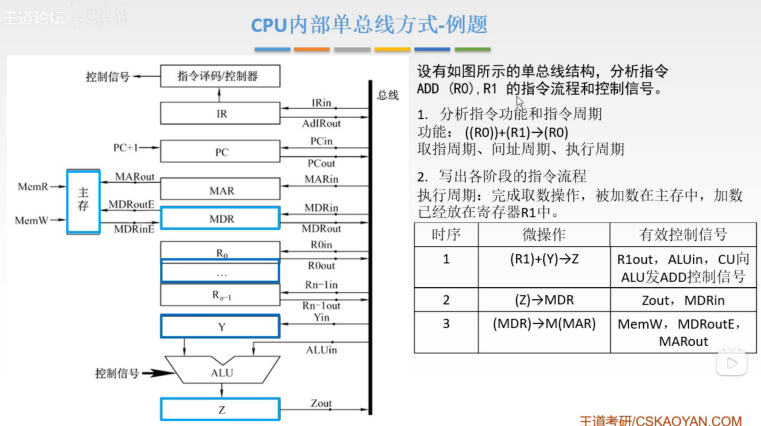 王道论坛
CPU内部单总线方式-例题
控制信号
指令译码/控制器
总线
IR
IRin
AdIRout
PC+1
PC
PCin
PCout
MemR
MemW
主存
MARout
MAR
MARin
MDRoutE
MDRinE
MDR
MDRin
MDRout
R0
R0in
R0out
...
Rn-1
Rn-1in
Rn-1out
Y
Yin
ALUin
控制信号
ALU
Z
Zout
设有如图所示的单总线结构，分析指令
ADD (R0),R1 的指令流程和控制信号。
1. 分析指令功能和指令周期
功能： ((R0))+(R1)→(R0)
取指周期、间址周期、执行周期
2. 写出各阶段的指令流程
执行周期：完成取数操作，被加数在主存中，加数
已经放在寄存器R1中。
时序 微操作 有效控制信号
1 (R1)+(Y)→Z R1out，ALUin，CU向
ALU发ADD控制信号
2 (Z)→MDR Zout，MDRin
3 (MDR)→M(MAR) MemW，MDRoutE，
MARout
王道考研/CSKAOYAN.COM